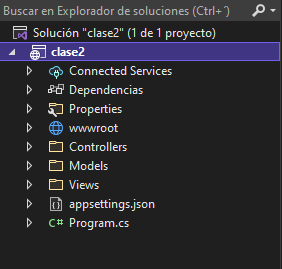 Buscar en Explorador de soluciones (Ctrl+´)
Solución "clase2" (1 de 1 proyecto)
clase2
Connected Services
Dependencias
Properties
wwwroot
Controllers
Models
Views
appsettings.json
C# Program.cs